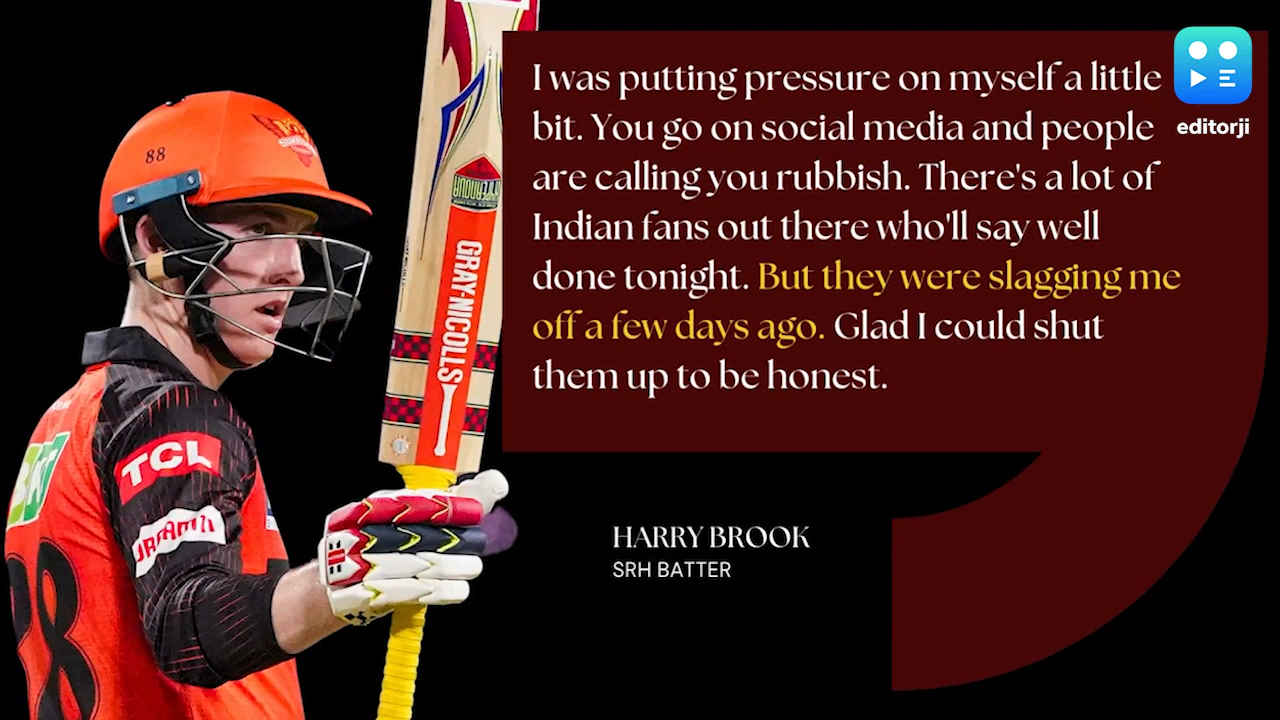 I was putting pressure on myself a little
bit. You go on social media and people
are calling you rubbish. There's a lot of
Indian fans out there who'll say well
done tonight. But they were slagging me
off a few days ago. Glad I could shut
them up to be honest.
editorji
HARRY BROOK
SRH BATTER
88
GRAY-NICOLLS
HYPERNOVA
TCL
88